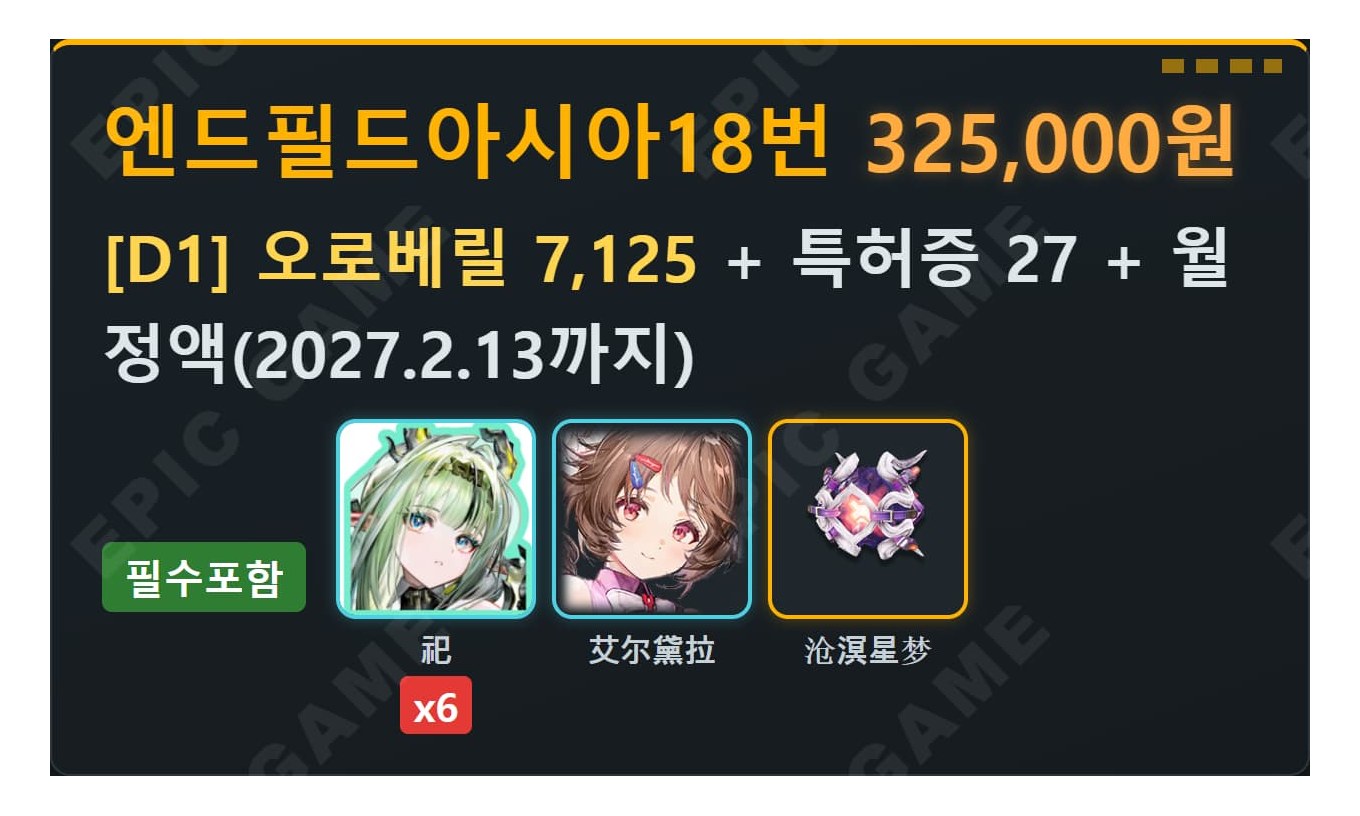 엔드필드아시아18번 325,000원
[D1] 오로베릴 7,125 + 특허증 27 + 월
정액(2027.2.13까지)
필수포함
祀 艾尔黛拉 沧溟星梦
x6
EPIC GAME